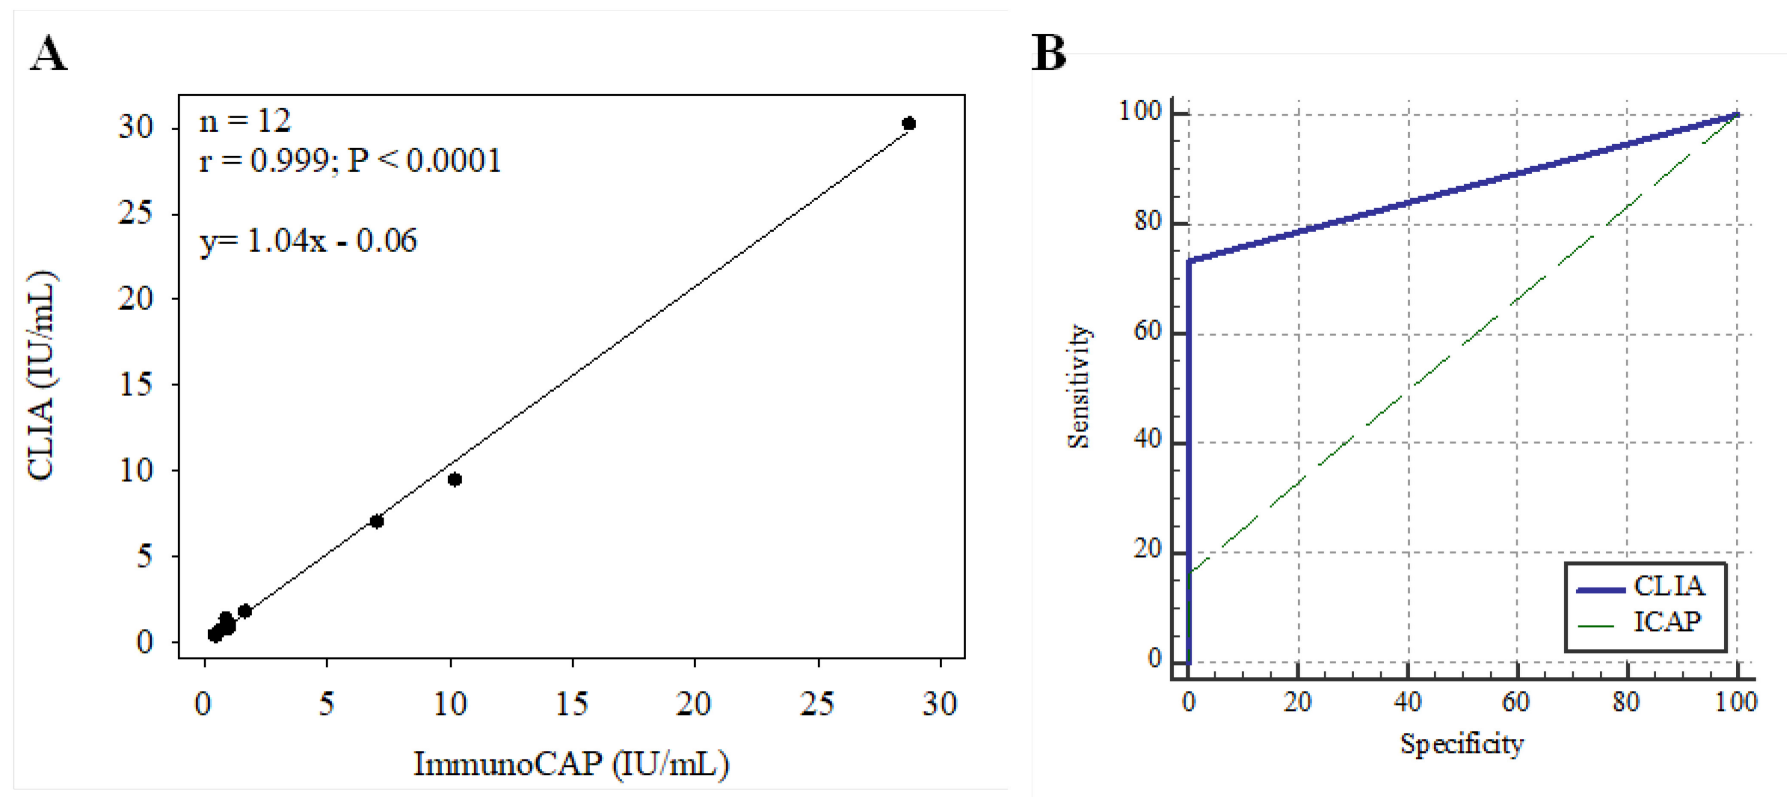 A
n = 12
r = 0.999; P < 0.0001
y= 1.04x - 0.06
30
25
20
15
10
5
0
CLIA (IU/mL)
0 5 10 15 20 25 30
ImmunoCAP (IU/mL)
B
100
80
60
40
20
0
Sensitivity
CLIA
ICAP
0 20 40 60 80 100
Specificity